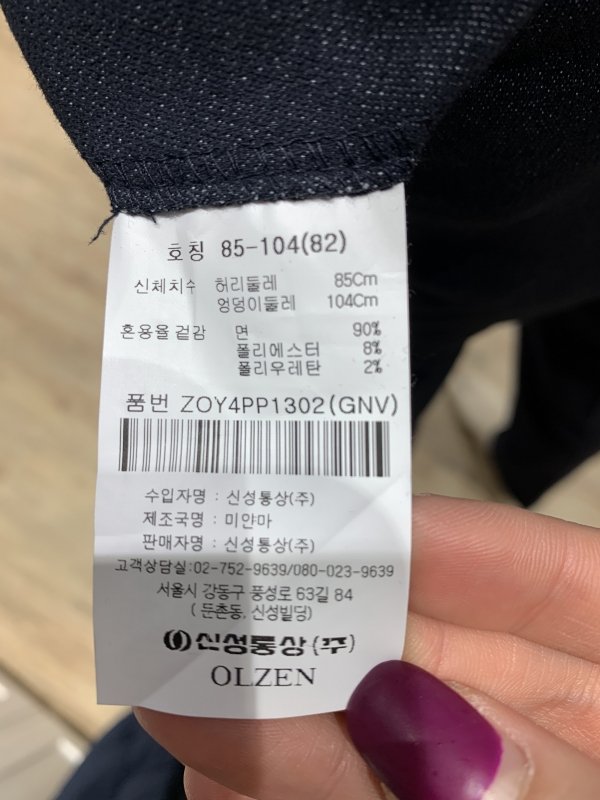 호칭 85-104(82)
신체치수 허리둘레 85Cm
엉덩이둘레 104Cm
혼용율 겉감 면 90%
폴리에스터 8%
폴리우레탄 2%
품번 ZOY4PP1302(GNV)
수입자명 : 신성통상(주)
제조국명 : 미얀마
판매자명 : 신성통상(주)
고객상담실:02-752-9639/080-023-9639
서울시 강동구 풍성로 63길 84
( 둔촌동, 신성빌딩)
신성통상(주)
OLZEN